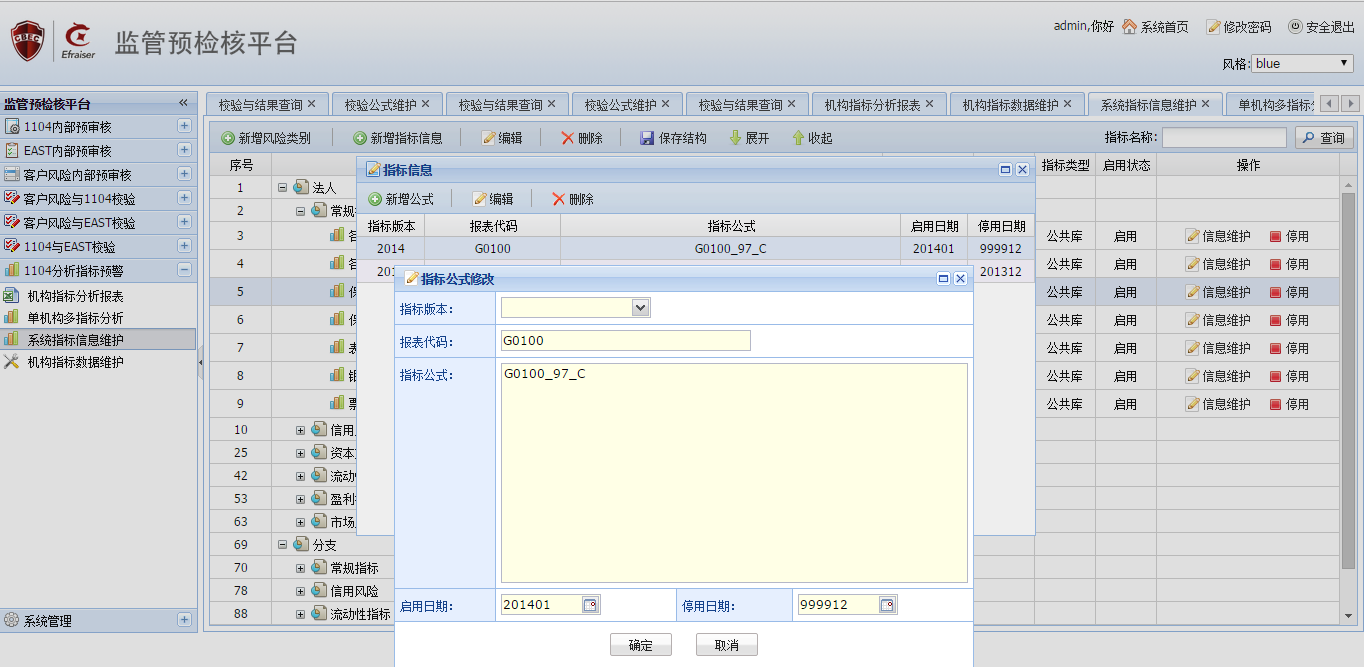 CBEC
Efraiser
监管预检核平台
admin,你好 系统首页 修改密码 安全退出
风格: blue
监管预检核平台
1104内部预审核
EAST内部预审核
客户风险内部预审核
客户风险与1104校验
客户风险与EAST校验
1104与EAST校验
1104分析指标预警
机构指标分析报表
单机构多指标分析
系统指标信息维护
机构指标数据维护
系统管理
校验与结果查询 校验公式维护 校验与结果查询 校验公式维护 校验与结果查询 机构指标分析报表 机构指标数据维护 系统指标信息维护 单机构多指标
新增风险类别 新增指标信息 编辑 删除 保存结构 展开 收起 指标名称: 查询
序号 指标类型 启用状态 操作
1 法人
2 常规
3 公共库 启用 信息维护 停用
4 公共库 启用 信息维护 停用
5 公共库 启用 信息维护 停用
6 公共库 启用 信息维护 停用
7 公共库 启用 信息维护 停用
8 公共库 启用 信息维护 停用
9 公共库 启用 信息维护 停用
10 信用
25 资本
42 流动
53 盈利
63 市场
69 分支
70 常规指标
78 信用风险
88 流动性指标
指标信息
新增公式 编辑 删除
指标版本 报表代码 指标公式 启用日期 停用日期
2014 G0100 G0100_97_C 201401 999912
201312
指标公式修改
指标版本:
报表代码: G0100
指标公式: G0100_97_C
启用日期: 201401 停用日期: 999912
确定 取消